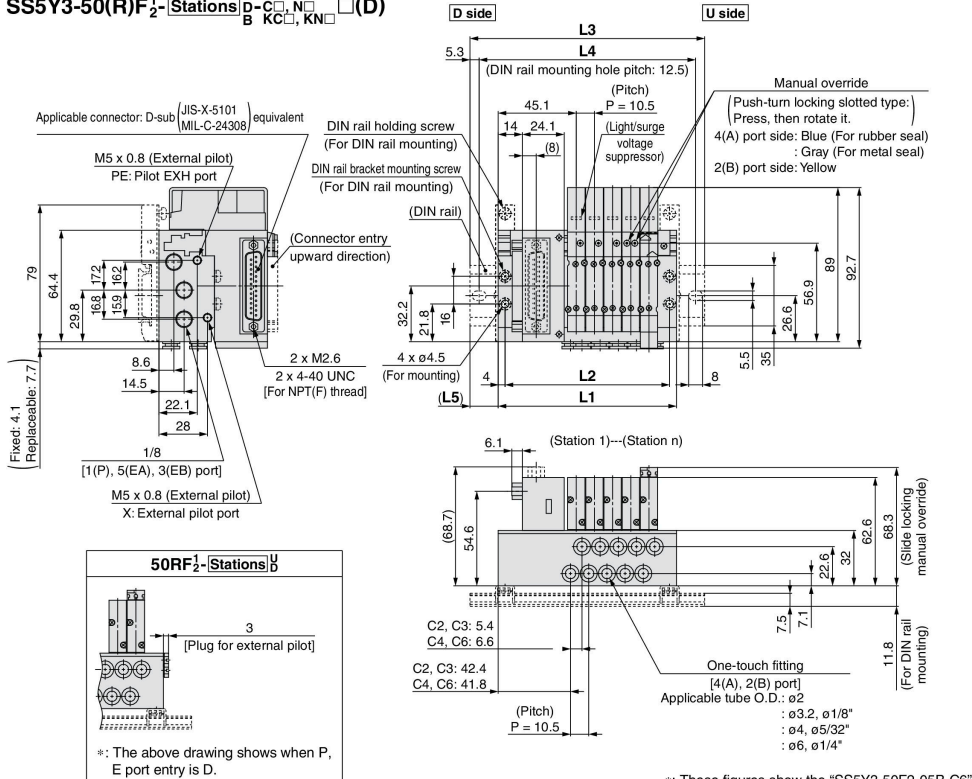 SS5Y3-50(R)F½-Stations D/B-C□, N□ KC□, KN□ □(D)
D side
U side
L3
5.3
L4
(DIN rail mounting hole pitch: 12.5)
(Pitch)
45.1
P = 10.5
14
24.1
(Light/surge
voltage
suppressor)
(8)
Manual override
(Push-turn locking slotted type:
Press, then rotate it.)
4(A) port side: Blue (For rubber seal)
: Gray (For metal seal)
2(B) port side: Yellow
Applicable connector: D-sub (JIS-X-5101
MIL-C-24308) equivalent
DIN rail holding screw
(For DIN rail mounting)
M5 x 0.8 (External pilot)
PE: Pilot EXH port
DIN rail bracket mounting screw
(For DIN rail mounting)
(DIN rail)
(Connector entry
upward direction)
79
64.4
29.8
17.2
16.2
16.8
15.9
32.2
21.8
16
89
92.7
56.9
26.6
5.5
35
8.6
14.5
22.1
28
(Fixed: 4.1
Replaceable: 7.7)
2 x M2.6
2 x 4-40 UNC
[For NPT(F) thread]
4 x ø4.5
(For mounting)
4
L2
8
(L5)
L1
1/8
[1(P), 5(EA), 3(EB) port]
M5 x 0.8 (External pilot)
X: External pilot port
6.1
(Station 1)---(Station n)
(68.7)
54.6
22.6
32
62.6
68.3
(Slide locking
manual override)
7.5
7.1
11.8
(For DIN rail
mounting)
C2, C3: 5.4
C4, C6: 6.6
C2, C3: 42.4
C4, C6: 41.8
(Pitch)
P = 10.5
One-touch fitting
[4(A), 2(B) port]
Applicable tube O.D.: ø2
: ø3.2, ø1/8"
: ø4, ø5/32"
: ø6, ø1/4"
50RF½-Stations U/D
3
[Plug for external pilot]
*: The above drawing shows when P,
E port entry is D.
*: These figures show the "SS5Y3-50F2-05B-C6"